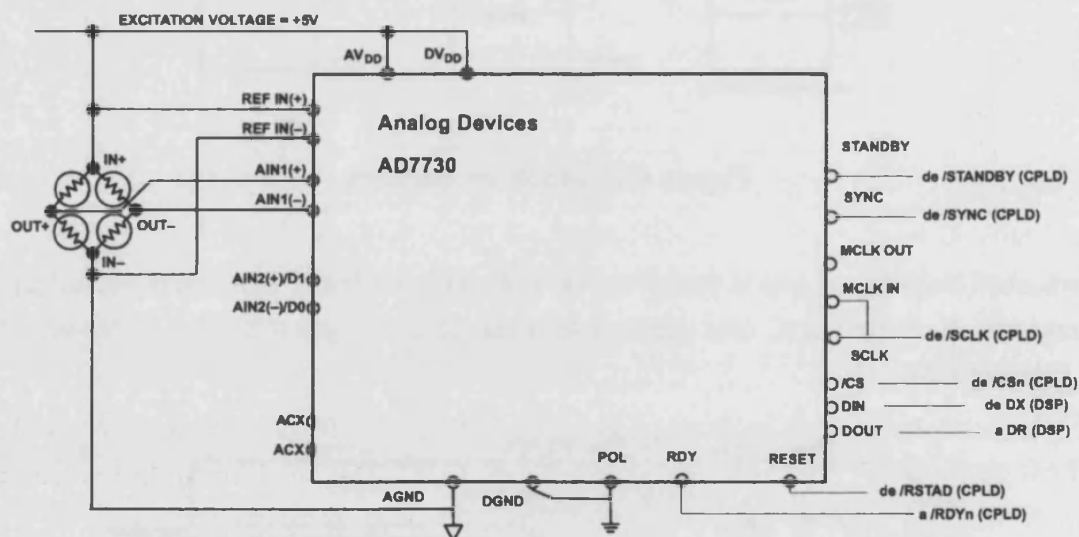 EXCITATION VOLTAGE = +5V
AVDD
DVDD
REF IN(+)
REF IN(–)
AIN1(+)
AIN1(–)
AIN2(+)/D1
AIN2(–)/D0
ACX
ACX
IN+
OUT+
OUT–
IN–
Analog Devices
AD7730
STANDBY
de /STANDBY (CPLD)
SYNC
de /SYNC (CPLD)
MCLK OUT
MCLK IN
de /SCLK (CPLD)
SCLK
/CS
de /CSn (CPLD)
DIN
de DX (DSP)
DOUT
a DR (DSP)
AGND
DGND
POL
RDY
RESET
de /RSTAD (CPLD)
a /RDYn (CPLD)